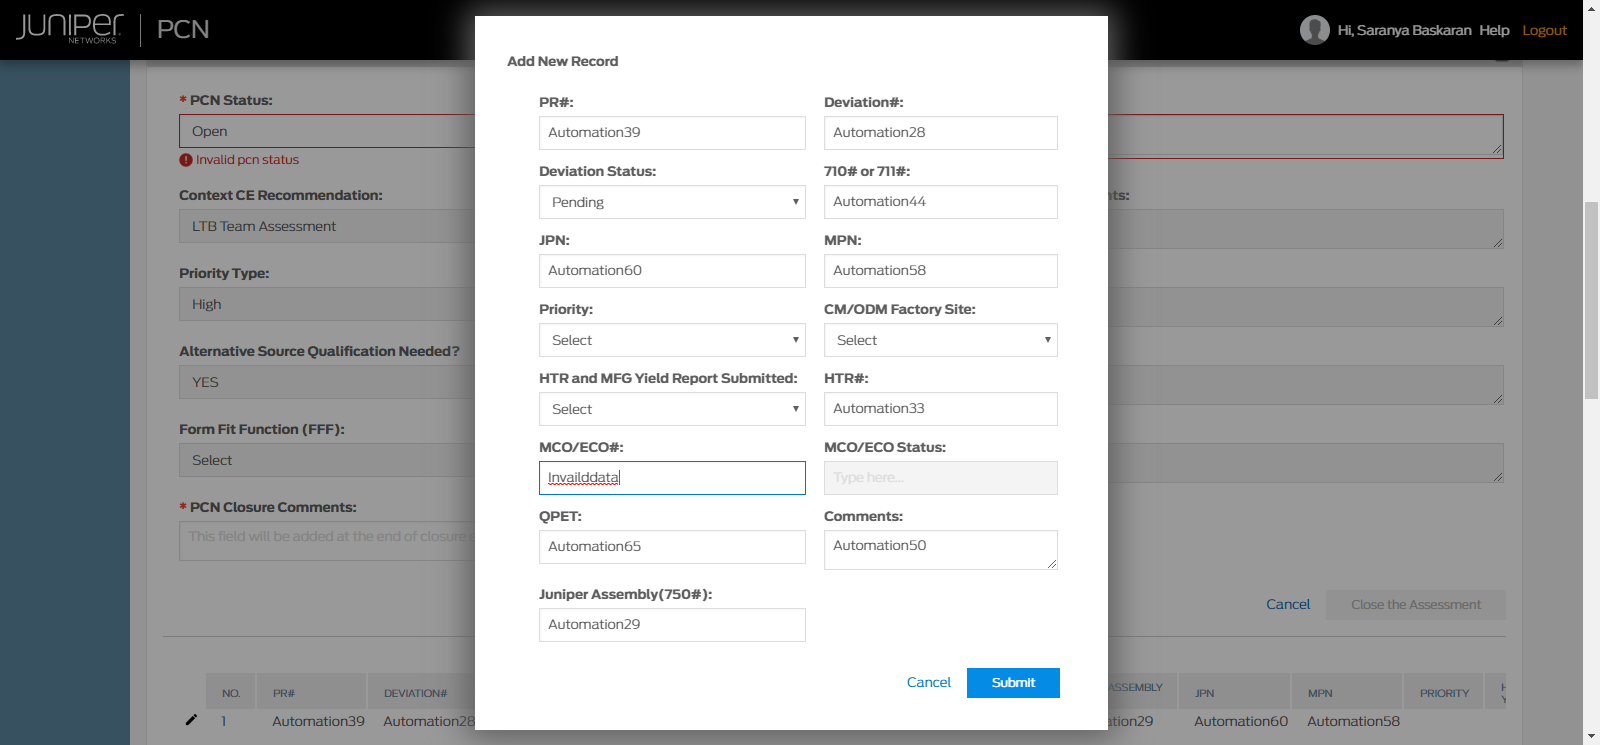 JUNIPER NETWORKS PCN
Hi, Saranya Baskaran Help Logout
Add New Record
* PCN Status:
Open
Invalid pcn status
Context CE Recommendation:
LTB Team Assessment
Priority Type:
High
Alternative Source Qualification Needed?
YES
Form Fit Function (FFF):
Select
* PCN Closure Comments:
This field will be added at the end of closure
PR#: Deviation#:
Automation39 Automation28
Deviation Status: 710# or 711#:
Pending Automation44
JPN: MPN:
Automation60 Automation58
Priority: CM/ODM Factory Site:
Select Select
HTR and MFG Yield Report Submitted: HTR#:
Select Automation33
MCO/ECO#: MCO/ECO Status:
Invailddata Type here...
QPET: Comments:
Automation65 Automation50
Juniper Assembly(750#):
Automation29
Cancel Submit
nts:
Cancel Close the Assessment
NO. PR# DEVIATION# ASSEMBLY JPN MPN PRIORITY
1 Automation39 Automation28 ation29 Automation60 Automation58